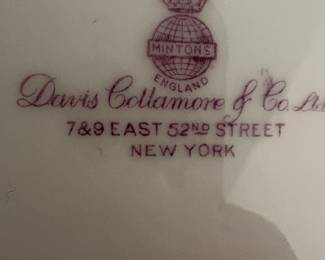 MINTONS
ENGLAND
Davis Collamore & Co. Ltd
7&9 EAST 52ND STREET
NEW YORK